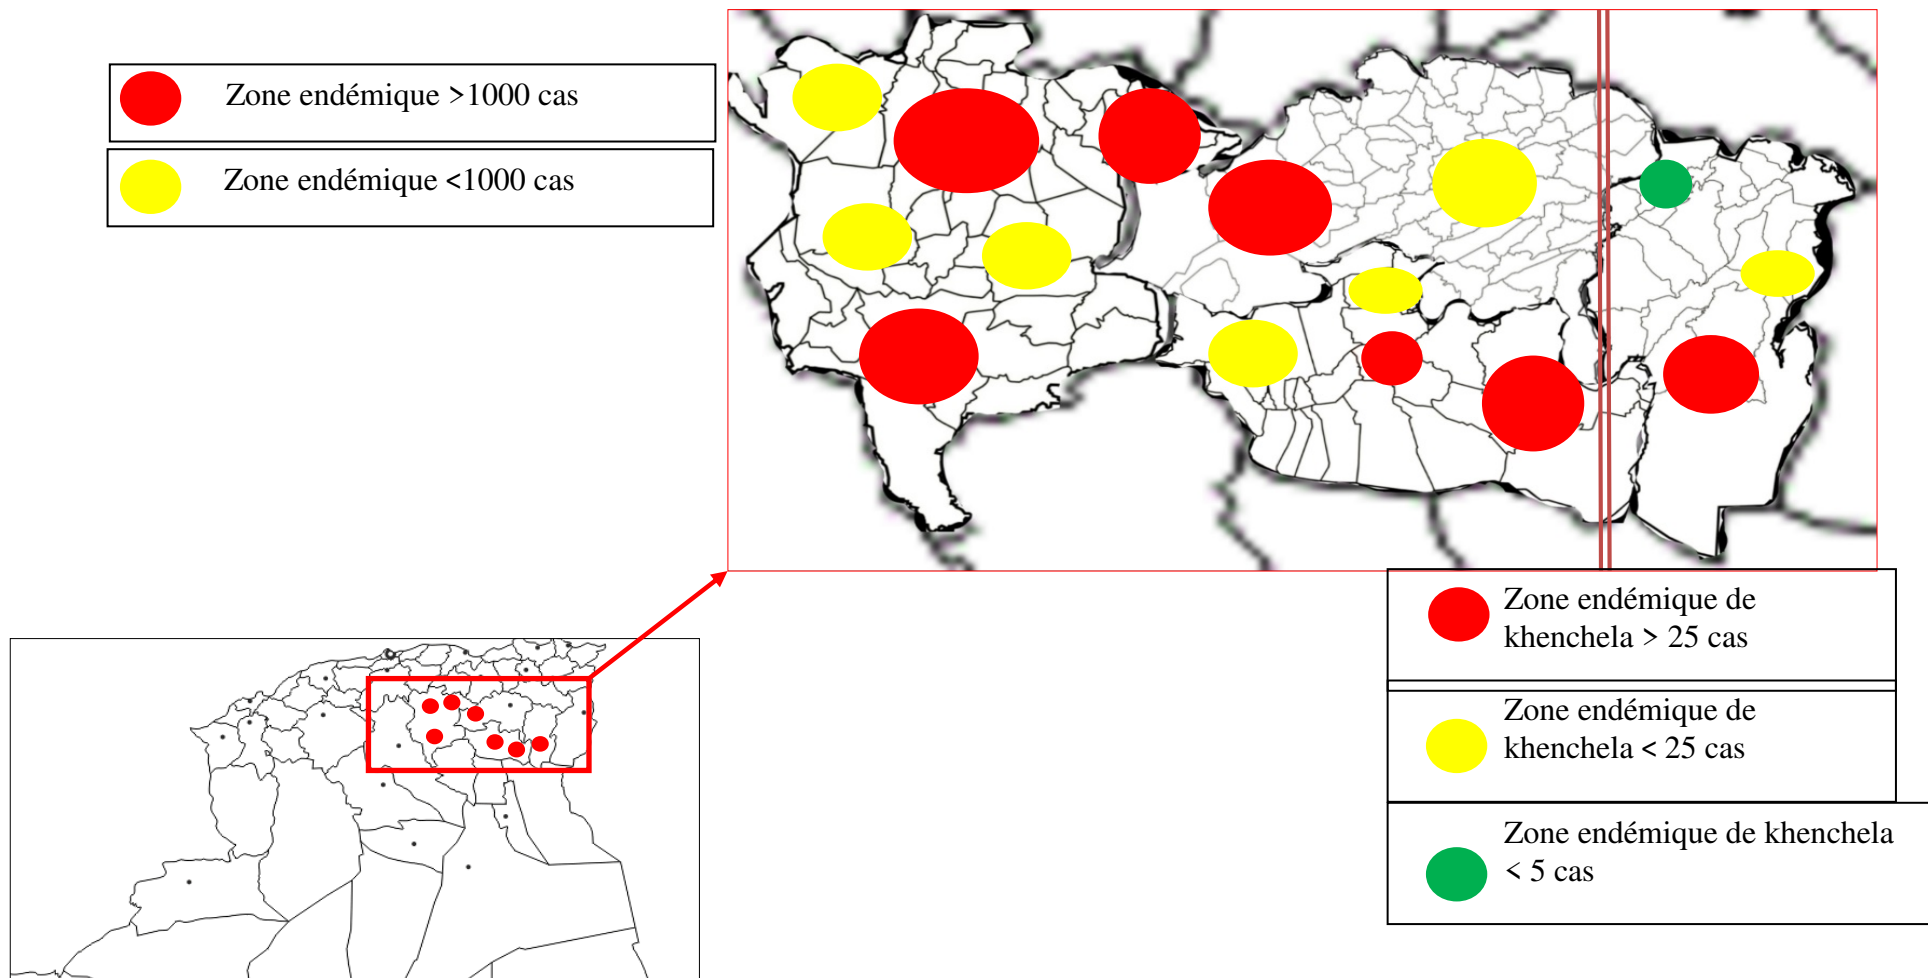 Zone endémique >1000 cas
Zone endémique <1000 cas
Zone endémique de
khenchela > 25 cas
Zone endémique de
khenchela < 25 cas
Zone endémique de khenchela
< 5 cas